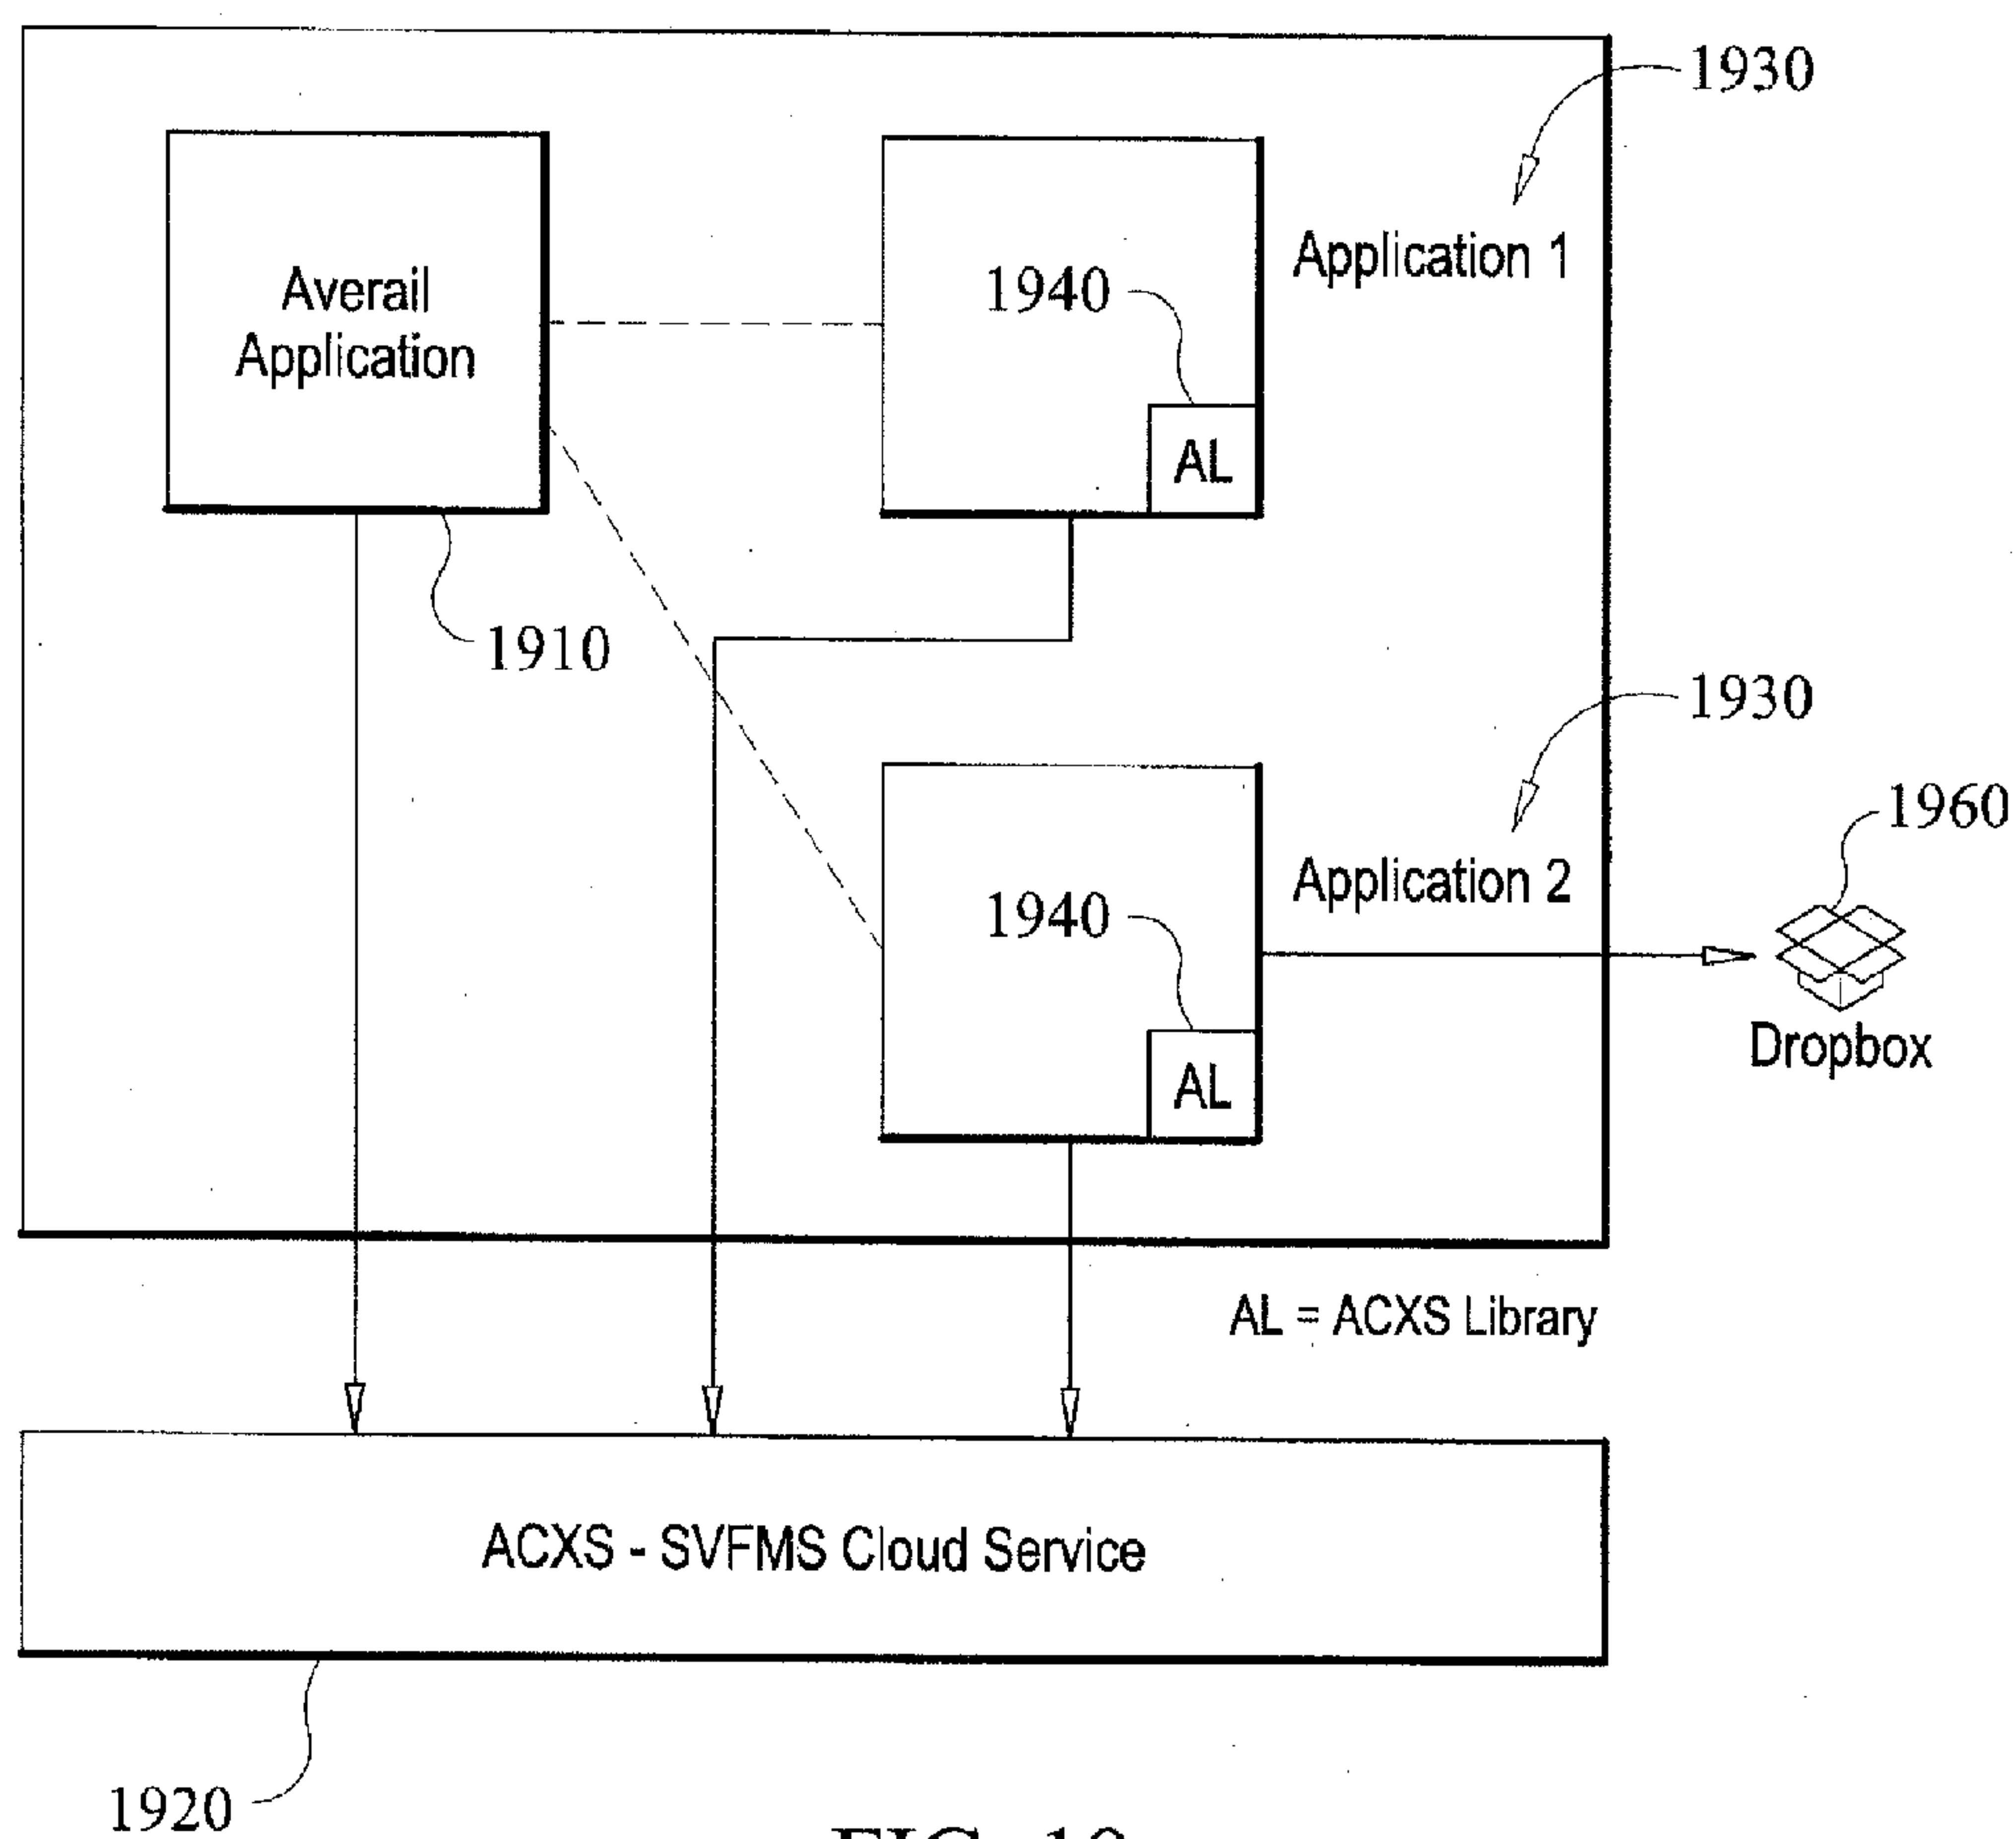 1930
Averail
Application
1940
Application 1
AL
1910
1930
1960
Application 2
1940
Dropbox
AL
AL = ACXS Library
ACXS - SVFMS Cloud Service
1920